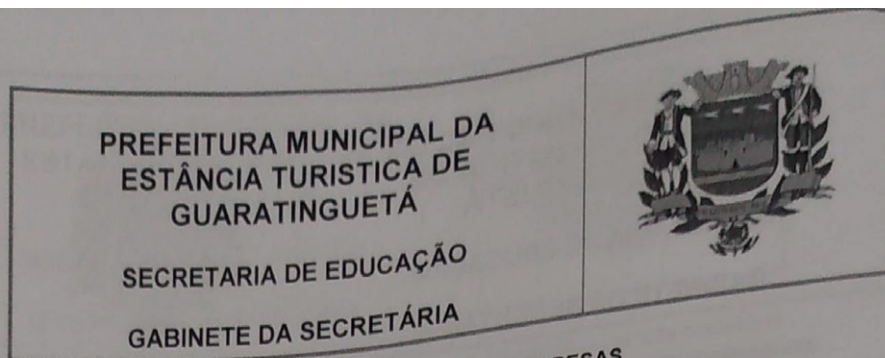 PREFEITURA MUNICIPAL DA
ESTÂNCIA TURISTICA DE
GUARATINGUETÁ
SECRETARIA DE EDUCAÇÃO
GABINETE DA SECRETÁRIA